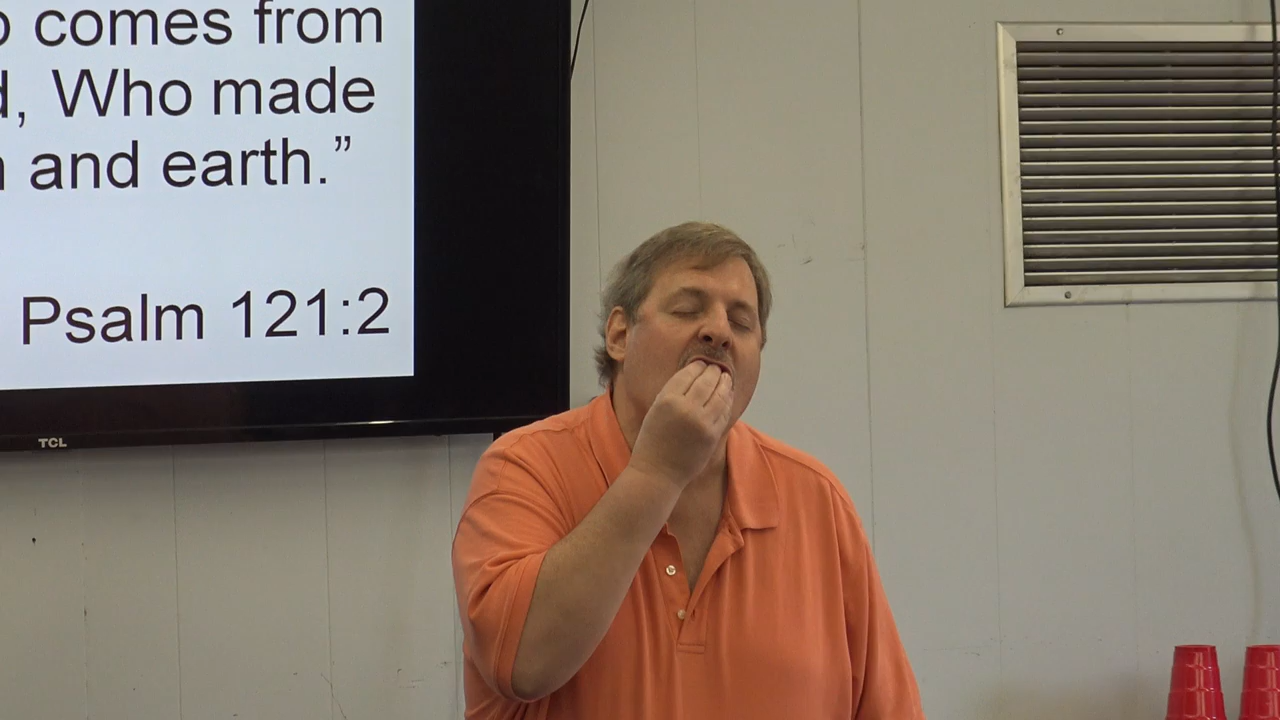 comes from
Who made
and earth.”
Psalm 121:2
TCL